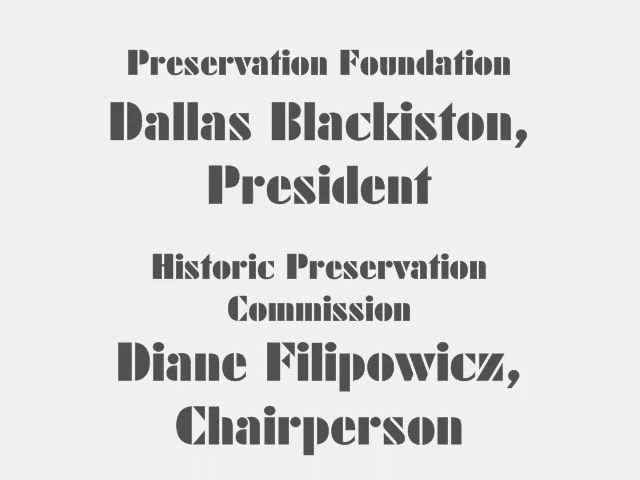 Preservation Foundation
Dallas Blackiston,
President
Historic Preservation
Commission
Diane Filipowicz,
Chairperson